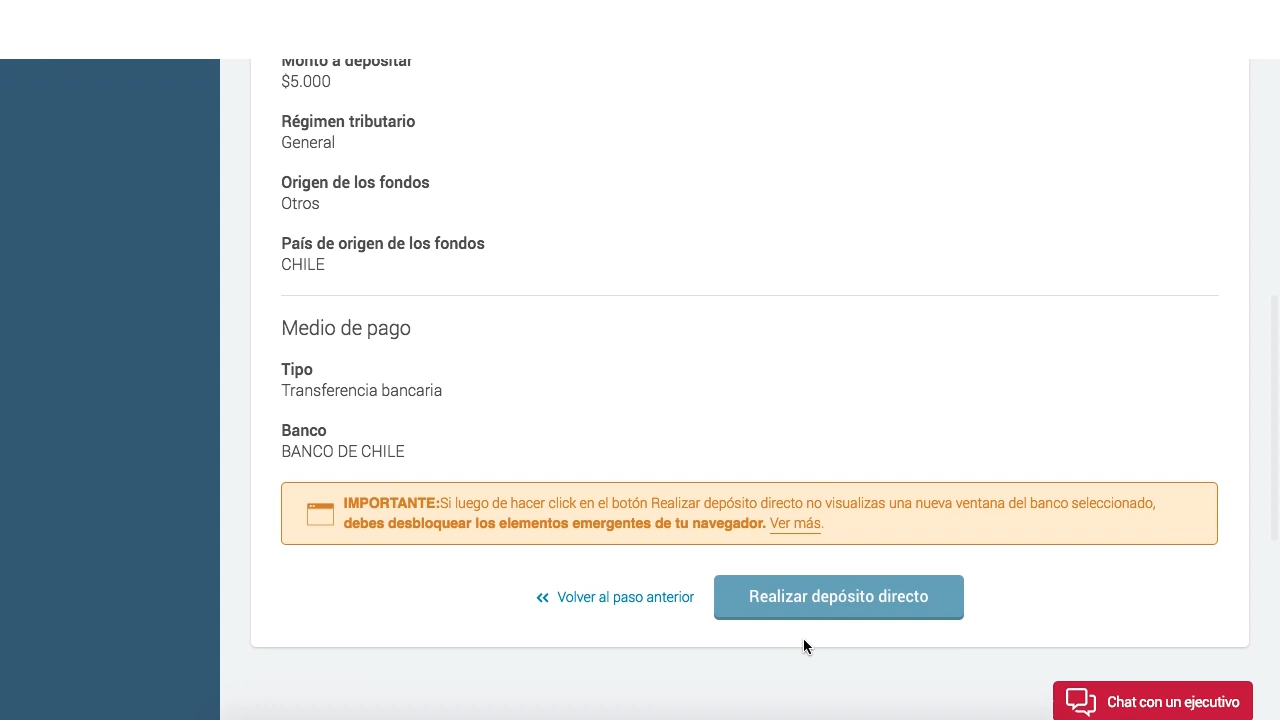 Monto a depositar
$5.000
Régimen tributario
General
Origen de los fondos
Otros
País de origen de los fondos
CHILE
Medio de pago
Tipo
Transferencia bancaria
Banco
BANCO DE CHILE
IMPORTANTE:Si luego de hacer click en el botón Realizar depósito directo no visualizas una nueva ventana del banco seleccionado,
debes desbloquear los elementos emergentes de tu navegador. Ver más.
Volver al paso anterior
Realizar depósito directo
Chat con un ejecutivo